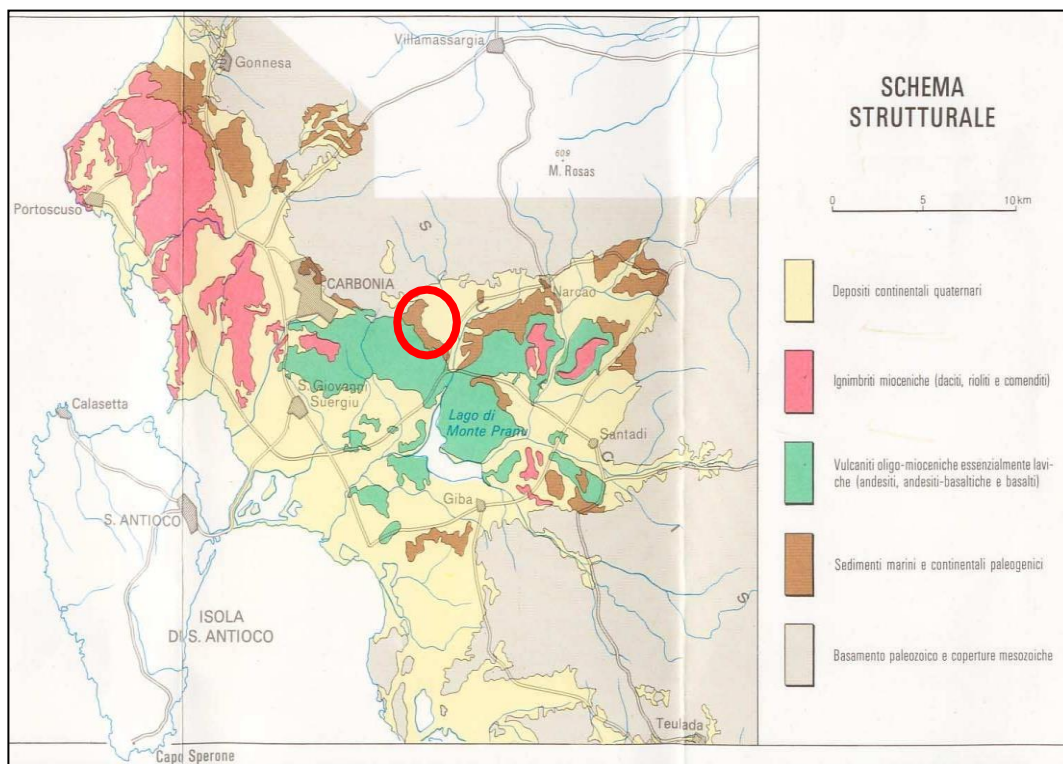 Villamassargia
Gonnesa
SCHEMA
STRUTTURALE
609
M. Rosas
Portoscuso
0 5 10 km
S
CARBONIA
Narcao
U
Depositi continentali quaternari
Ignimbriti mioceniche (daciti, rioliti e comenditi)
S. Giovanni
Suergiu
Calasetta
Lago di
Monte Pranu
Santadi
C
Vulcaniti oligo-mioceniche essenzialmente lavi-
che (andesiti, andesiti-basaltiche e basalti)
Giba
S. ANTIOCO
I
Sedimenti marini e continentali paleogenici
S
ISOLA
DI S. ANTIOCO
Basamento paleozoico e coperture mesozoiche
Teulada
Capo Sperone